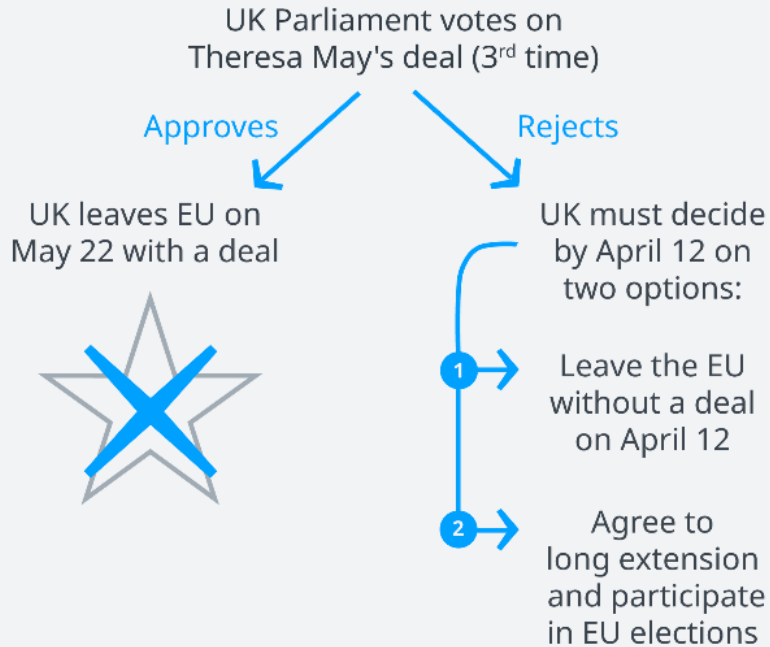 UK Parliament votes on
Theresa May's deal (3rd time)
Approves
Rejects
UK leaves EU on
May 22 with a deal
UK must decide
by April 12 on
two options:
1
Leave the EU
without a deal
on April 12
2
Agree to
long extension
and participate
in EU elections